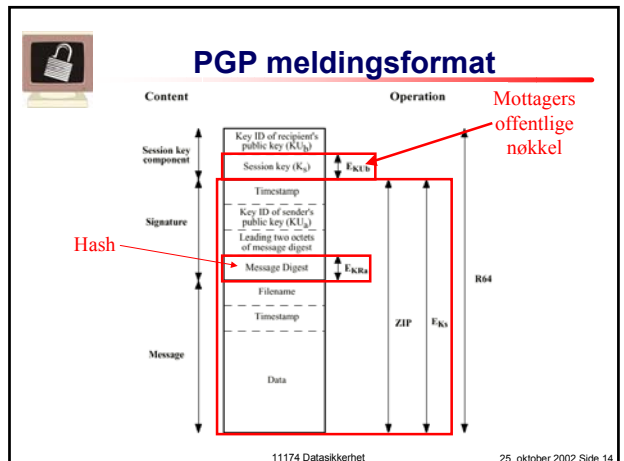 PGP meldingsformat
Content
Operation
Mottagers
offentlige
nøkkel
Session key
component
Key ID of recipient's
public key (KUb)
Session key (Ks)
EKUb
Signature
Timestamp
Key ID of sender's
public key (KUa)
Leading two octets
of message digest
Hash
Message Digest
EKRa
R64
Filename
Timestamp
ZIP
EKs
Message
Data
11174 Datasikkerhet
25. oktober 2002 Side 14